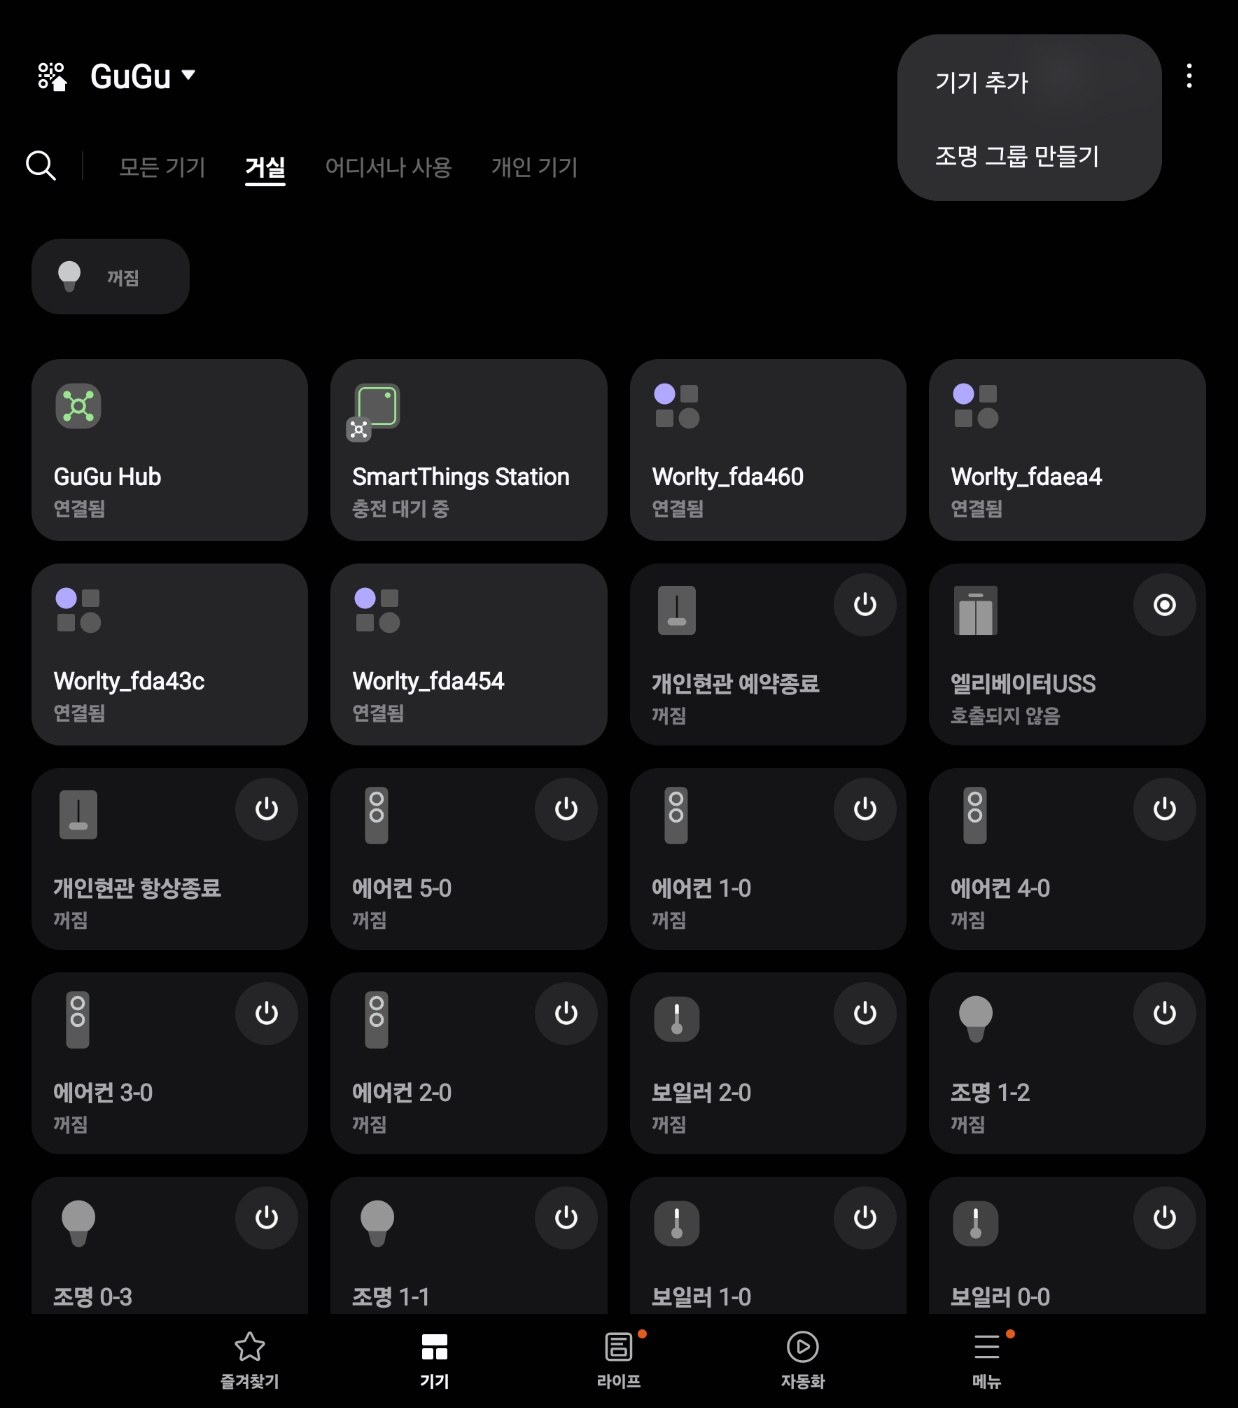 GuGu
기기 추가
조명 그룹 만들기
모든 기기
거실
어디서나 사용
개인 기기
꺼짐
GuGu Hub
연결됨
SmartThings Station
충전 대기 중
Worlty_fda460
연결됨
Worlty_fdaea4
연결됨
Worlty_fda43c
연결됨
Worlty_fda454
연결됨
개인현관 예약종료
꺼짐
엘리베이터USS
호출되지 않음
개인현관 항상종료
꺼짐
에어컨 5-0
꺼짐
에어컨 1-0
꺼짐
에어컨 4-0
꺼짐
에어컨 3-0
꺼짐
에어컨 2-0
꺼짐
보일러 2-0
꺼짐
조명 1-2
꺼짐
조명 0-3
조명 1-1
보일러 1-0
보일러 0-0
즐겨찾기
기기
라이프
자동화
메뉴